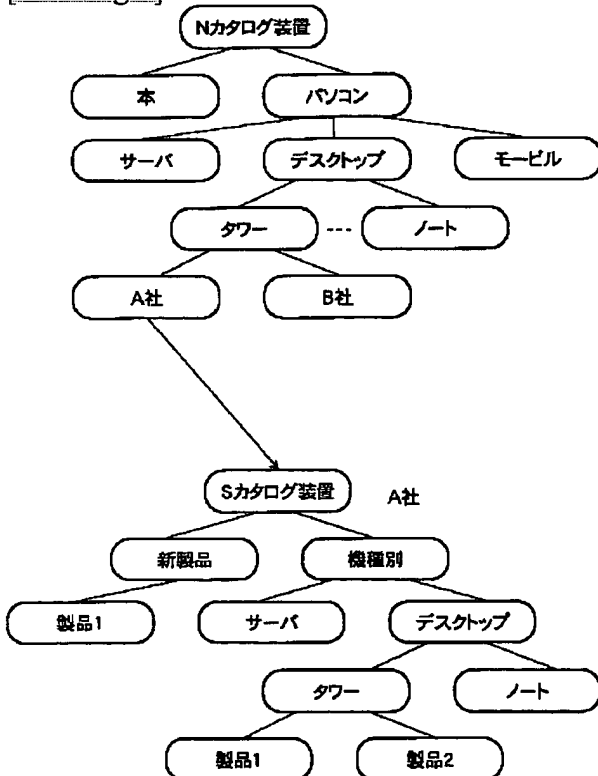 Nカタログ装置
本
パソコン
サーバ
デスクトップ
モービル
タワー
---
ノート
A社
B社
Sカタログ装置
A社
新製品
機種別
製品1
サーバ
デスクトップ
タワー
ノート
製品1
製品2